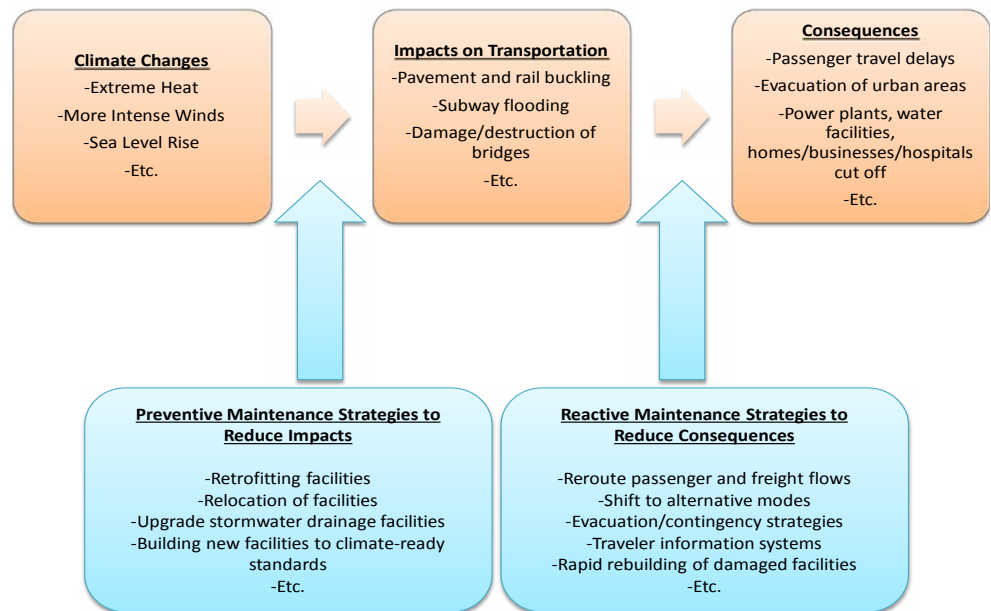 Climate Changes
-Extreme Heat
-More Intense Winds
-Sea Level Rise
-Etc.
Impacts on Transportation
-Pavement and rail buckling
-Subway flooding
-Damage/destruction of
bridges
-Etc.
Consequences
-Passenger travel delays
-Evacuation of urban areas
-Power plants, water
facilities,
homes/businesses/hospitals
cut off
-Etc.
Preventive Maintenance Strategies to
Reduce Impacts
-Retrofitting facilities
-Relocation of facilities
-Upgrade stormwater drainage facilities
-Building new facilities to climate-ready
standards
-Etc.
Reactive Maintenance Strategies to
Reduce Consequences
-Reroute passenger and freight flows
-Shift to alternative modes
-Evacuation/contingency strategies
-Traveler information systems
-Rapid rebuilding of damaged facilities
-Etc.